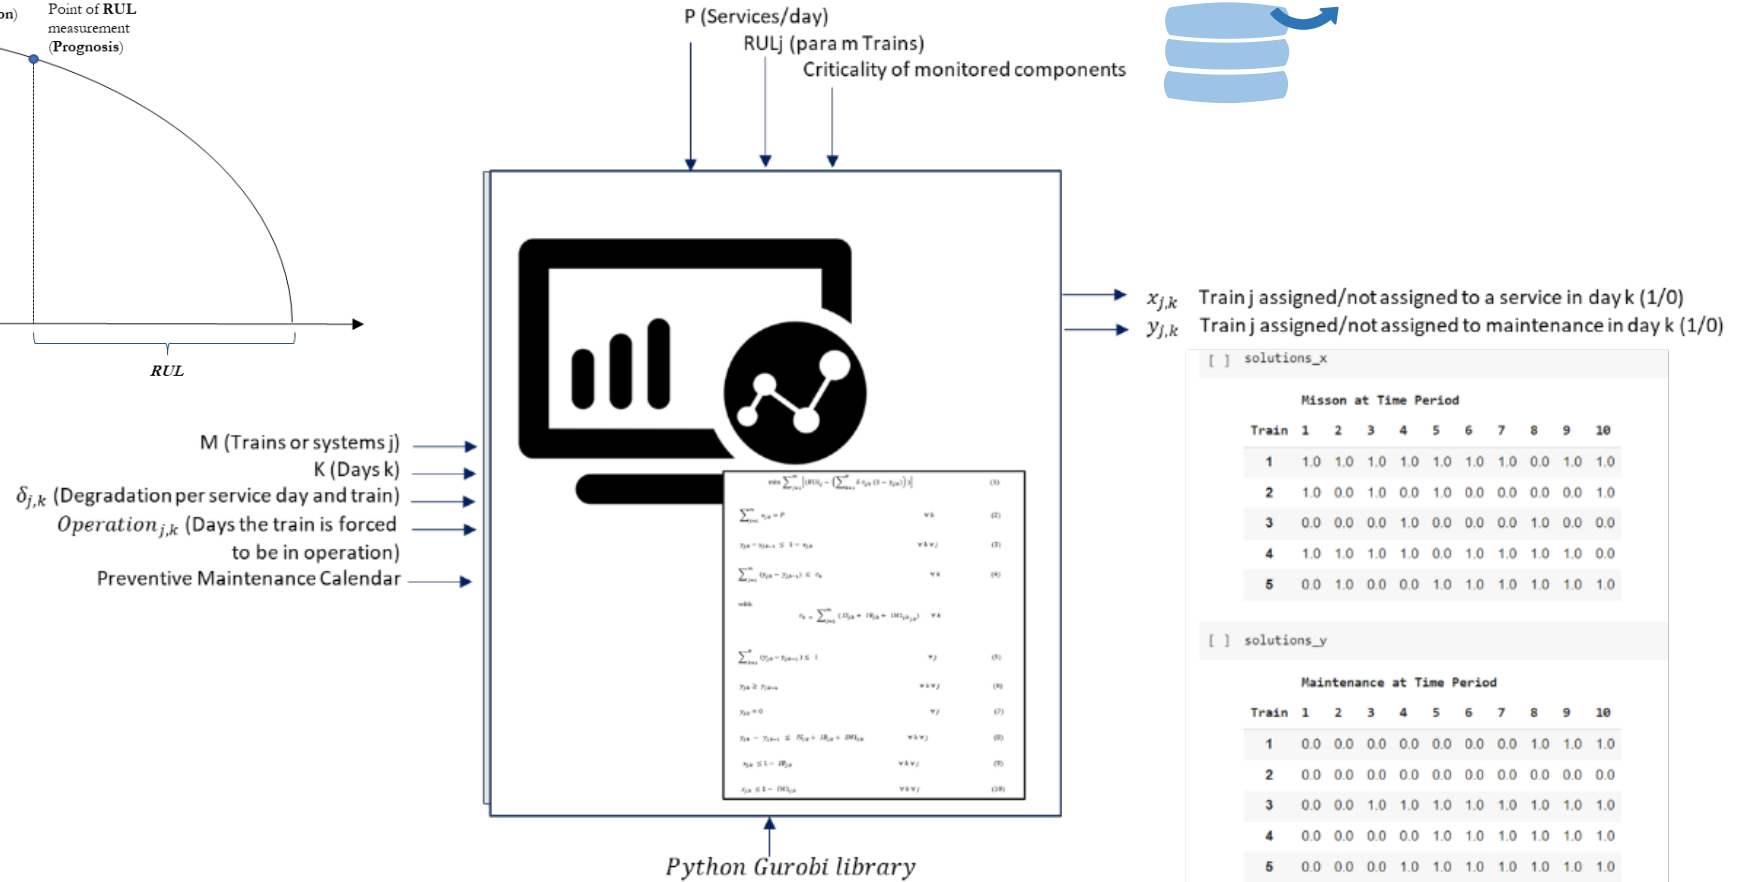 on)
Point of RUL
measurement
(Prognosis)
RUL
P (Services/day)
RULj (para m Trains)
Criticality of monitored components
M (Trains or systems j)
K (Days k)
δj,k (Degradation per service day and train)
Operationj,k (Days the train is forced
to be in operation)
Preventive Maintenance Calendar
(1)
(2)
(3)
(4)
with
(5)
(6)
(7)
(8)
(9)
(10)
Python Gurobi library
xj,k Train j assigned/not assigned to a service in day k (1/0)
yj,k Train j assigned/not assigned to maintenance in day k (1/0)
[ ] solutions_x
Misson at Time Period
Train 1 2 3 4 5 6 7 8 9 10
1 1.0 1.0 1.0 1.0 1.0 1.0 1.0 0.0 1.0 1.0
2 1.0 0.0 1.0 0.0 1.0 0.0 0.0 0.0 0.0 1.0
3 0.0 0.0 0.0 1.0 0.0 0.0 0.0 1.0 0.0 0.0
4 1.0 1.0 1.0 1.0 0.0 1.0 1.0 1.0 1.0 0.0
5 0.0 1.0 0.0 0.0 1.0 1.0 1.0 1.0 1.0 1.0
[ ] solutions_y
Maintenance at Time Period
Train 1 2 3 4 5 6 7 8 9 10
1 0.0 0.0 0.0 0.0 0.0 0.0 0.0 1.0 1.0 1.0
2 0.0 0.0 0.0 0.0 0.0 0.0 0.0 0.0 0.0 0.0
3 0.0 0.0 1.0 1.0 1.0 1.0 1.0 1.0 1.0 1.0
4 0.0 0.0 0.0 0.0 1.0 1.0 1.0 1.0 1.0 1.0
5 0.0 0.0 0.0 1.0 1.0 1.0 1.0 1.0 1.0 1.0